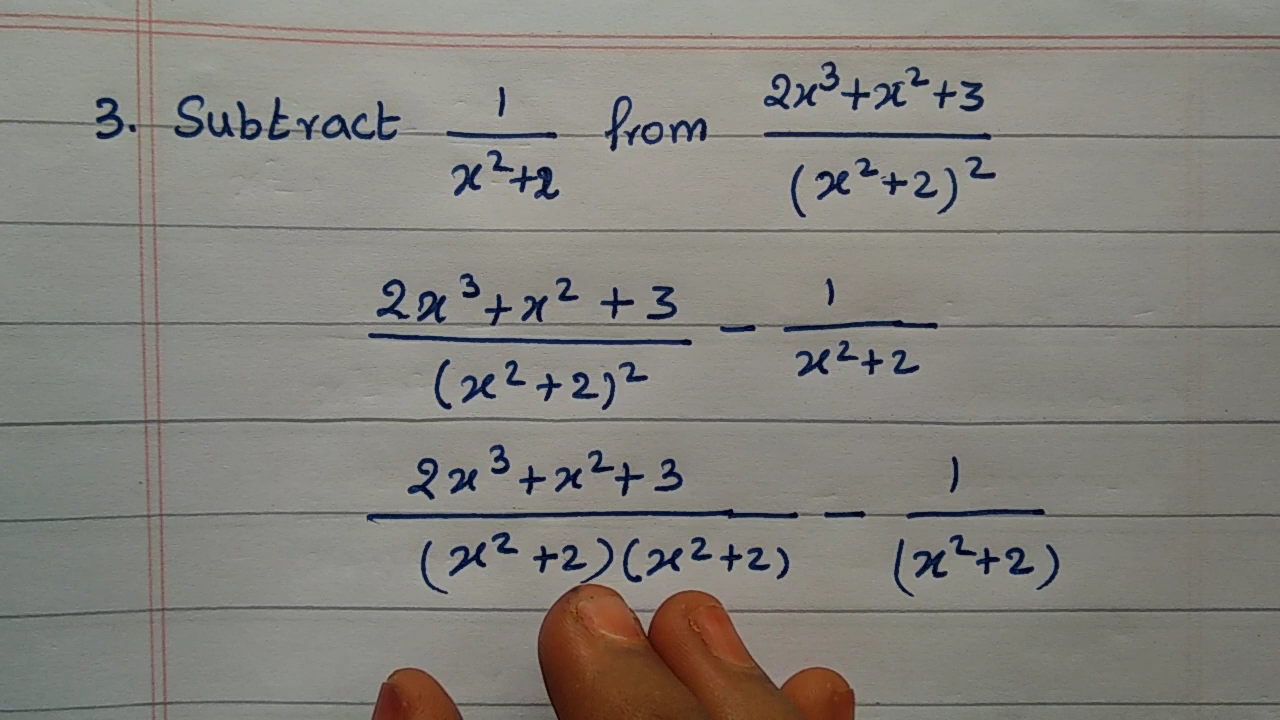 3. Subtract 1/(x²+2) from (2x³+x²+3)/(x²+2)²
(2x³+x²+3)/(x²+2)² - 1/(x²+2)
(2x³+x²+3)/((x²+2)(x²+2)) - 1/(x²+2)